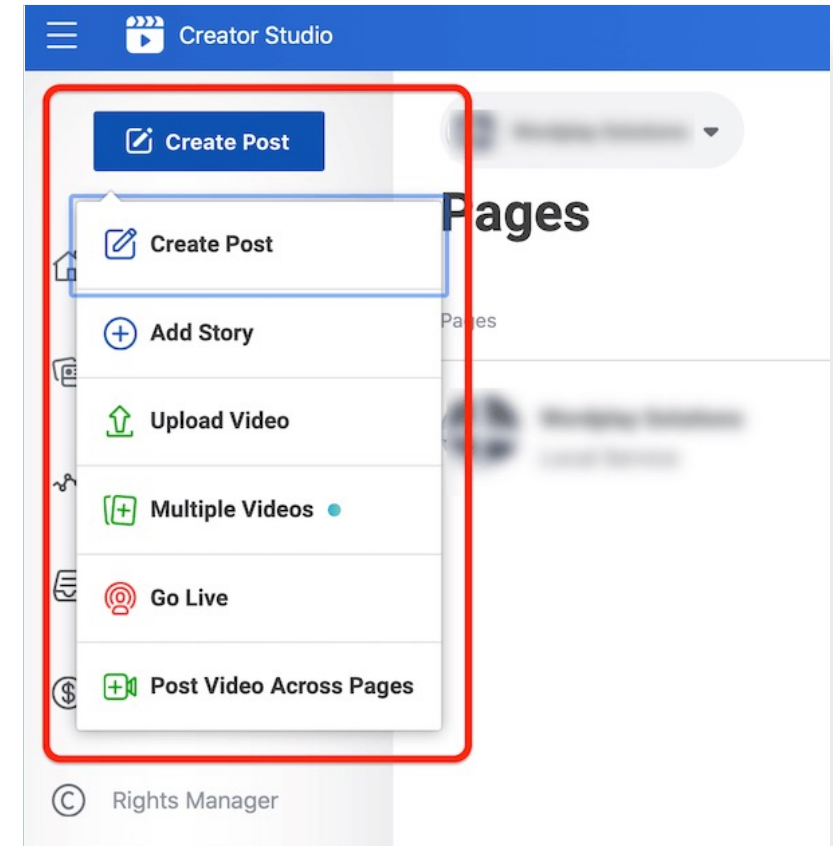 Creator Studio
Create Post
Create Post
Add Story
Upload Video
Multiple Videos
Go Live
Post Video Across Pages
Rights Manager
Pages
Pages